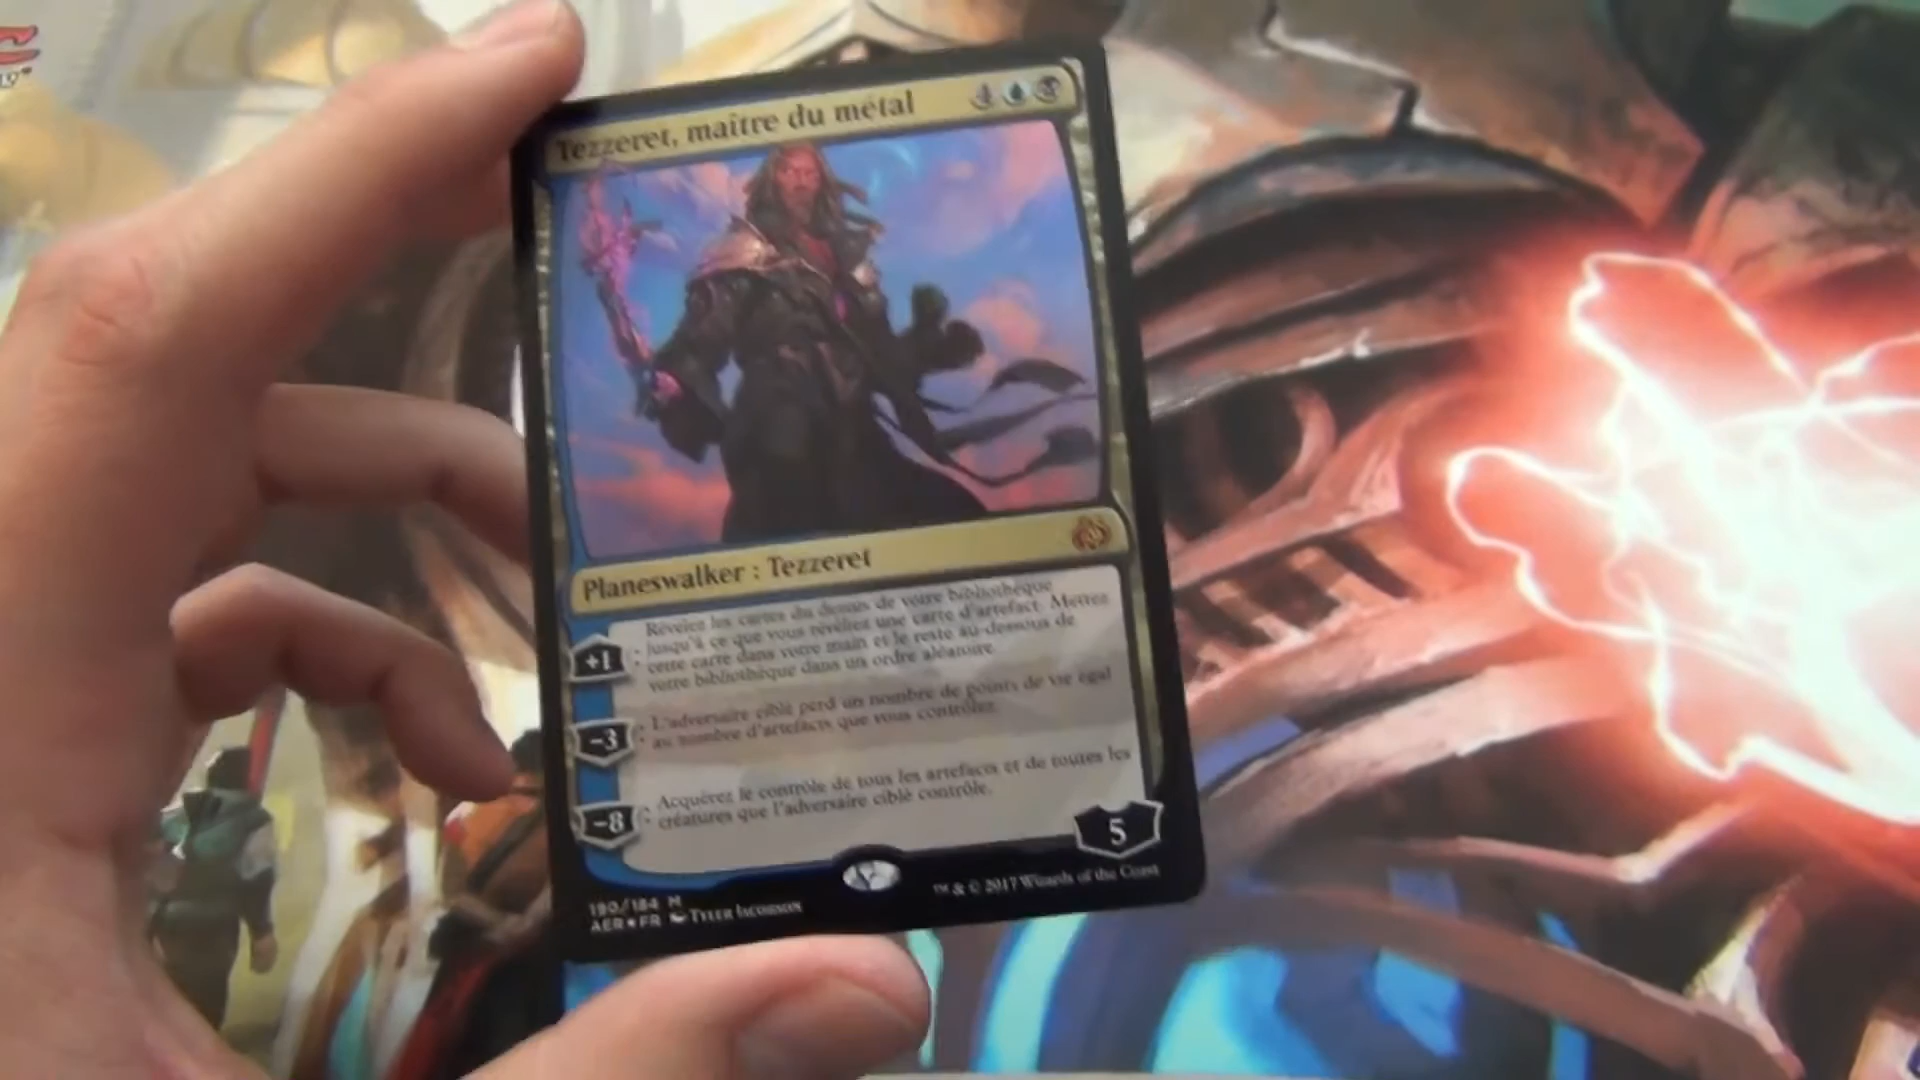 Tezzeret, maître du métal
4
Planeswalker : Tezzeret
+1
Révélez les cartes du dessus de votre bibliothèque
jusqu'à ce que vous révéliez une carte d'artefact. Mettez
cette carte dans votre main et le reste au-dessous de
votre bibliothèque dans un ordre aléatoire.
-3
L'adversaire ciblé perd un nombre de points de vie égal
au nombre d'artefacts que vous contrôlez.
-8
Acquérez le contrôle de tous les artefacts et de toutes les
créatures que l'adversaire ciblé contrôle.
5
190/184 M
AER★FR Tyler Jacobson
™ & © 2017 Wizards of the Coast